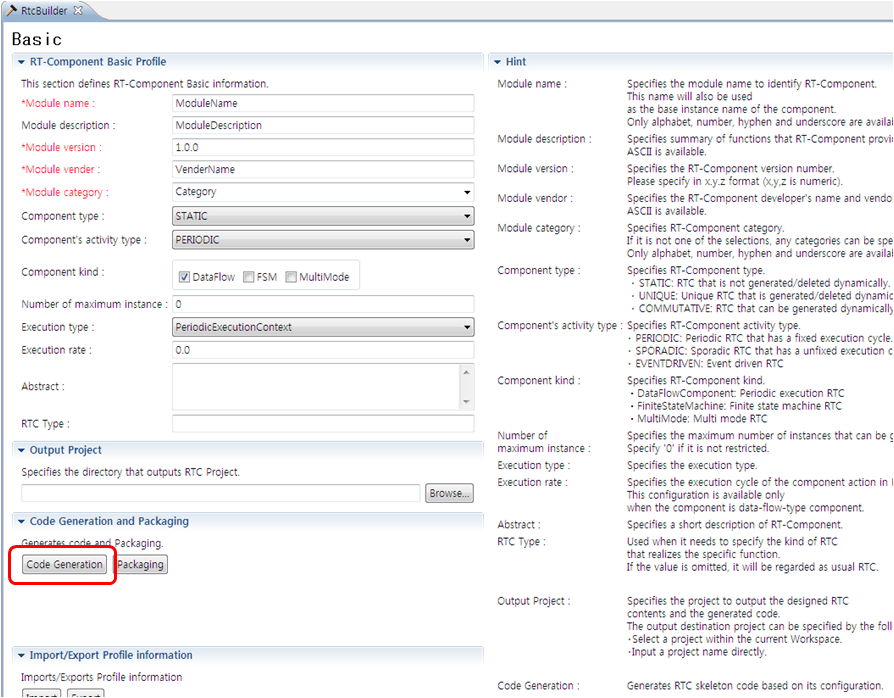 RtcBuilder
Basic
RT-Component Basic Profile
This section defines RT-Component Basic information.
*Module name : ModuleName
Module description : ModuleDescription
*Module version : 1.0.0
*Module vender : VenderName
*Module category : Category
Component type : STATIC
Component's activity type : PERIODIC
Component kind : DataFlow FSM MultiMode
Number of maximum instance : 0
Execution type : PeriodicExecutionContext
Execution rate : 0.0
Abstract :
RTC Type :
Output Project
Specifies the directory that outputs RTC Project.
Browse...
Code Generation and Packaging
Generates code and Packaging.
Code Generation Packaging
Import/Export Profile information
Imports/Exports Profile information
Import Export
Hint
Module name : Specifies the module name to identify RT-Component.
This name will also be used
as the base instance name of the component.
Only alphabet, number, hyphen and underscore are availa
Module description : Specifies summary of functions that RT-Component provi
ASCII is available.
Module version : Specifies the RT-Component version number.
Please specify in x.y.z format (x,y,z is numeric).
Module vendor : Specifies the RT-Component developer's name and vendo
ASCII is available.
Module category : Specifies RT-Component category.
If it is not one of the selections, any categories can be spe
Only alphabet, number, hyphen and underscore are availa
Component type : Specifies RT-Component type.
・STATIC: RTC that is not generated/deleted dynamically.
・UNIQUE: Unique RTC that is generated/deleted dynamic
・COMMUTATIVE: RTC that can be generated dynamically
Component's activity type : Specifies RT-Component activity type.
・PERIODIC: Periodic RTC that has a fixed execution cycle.
・SPORADIC: Sporadic RTC that has a unfixed execution c
・EVENTDRIVEN: Event driven RTC
Component kind : Specifies RT-Component kind.
・DataFlowComponent: Periodic execution RTC
・FiniteStateMachine: Finite state machine RTC
・MultiMode: Multi mode RTC
Number of Specifies the maximum number of instances that can be g
maximum instance : Specify '0' if it is not restricted.
Execution type : Specifies the execution type.
Execution rate : Specifies the execution cycle of the component action in
This configuration is available only
when the component is data-flow-type component.
Abstract : Specifies a short description of RT-Component.
RTC Type : Used when it needs to specify the kind of RTC
that realizes the specific function.
If the value is omitted, it will be regarded as usual RTC.
Output Project : Specifies the project to output the designed RTC
contents and the generated code.
The output destination project can be specified by the foll
・Select a project within the current Workspace.
・Input a project name directly.
Code Generation : Generates RTC skeleton code based on its configuration.